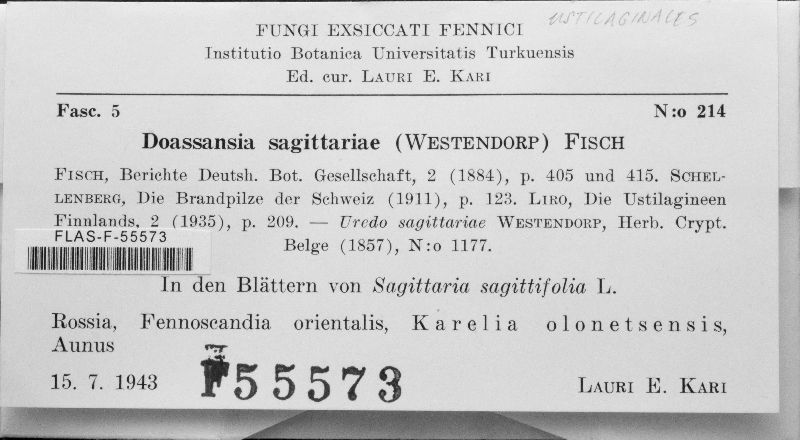 USTILAGINALES
FUNGI EXSICCATI FENNICI
Institutio Botanica Universitatis Turkuensis
Ed. cur. LAURI E. KARI
Fasc. 5 N:o 214
Doassansia sagittariae (WESTENDORP) FISCH
FISCH, Berichte Deutsh. Bot. Gesellschaft, 2 (1884), p. 405 und 415. SCHEL-
LENBERG, Die Brandpilze der Schweiz (1911), p. 123. LIRO, Die Ustilagineen
Finnlands, 2 (1935), p. 209. — Uredo sagittariae WESTENDORP, Herb. Crypt.
Belge (1857), N:o 1177.
FLAS-F-55573
In den Blättern von Sagittaria sagittifolia L.
Rossia, Fennoscandia orientalis, Karelia olonetsensis,
Aunus
15. 7. 1943 F55573 LAURI E. KARI